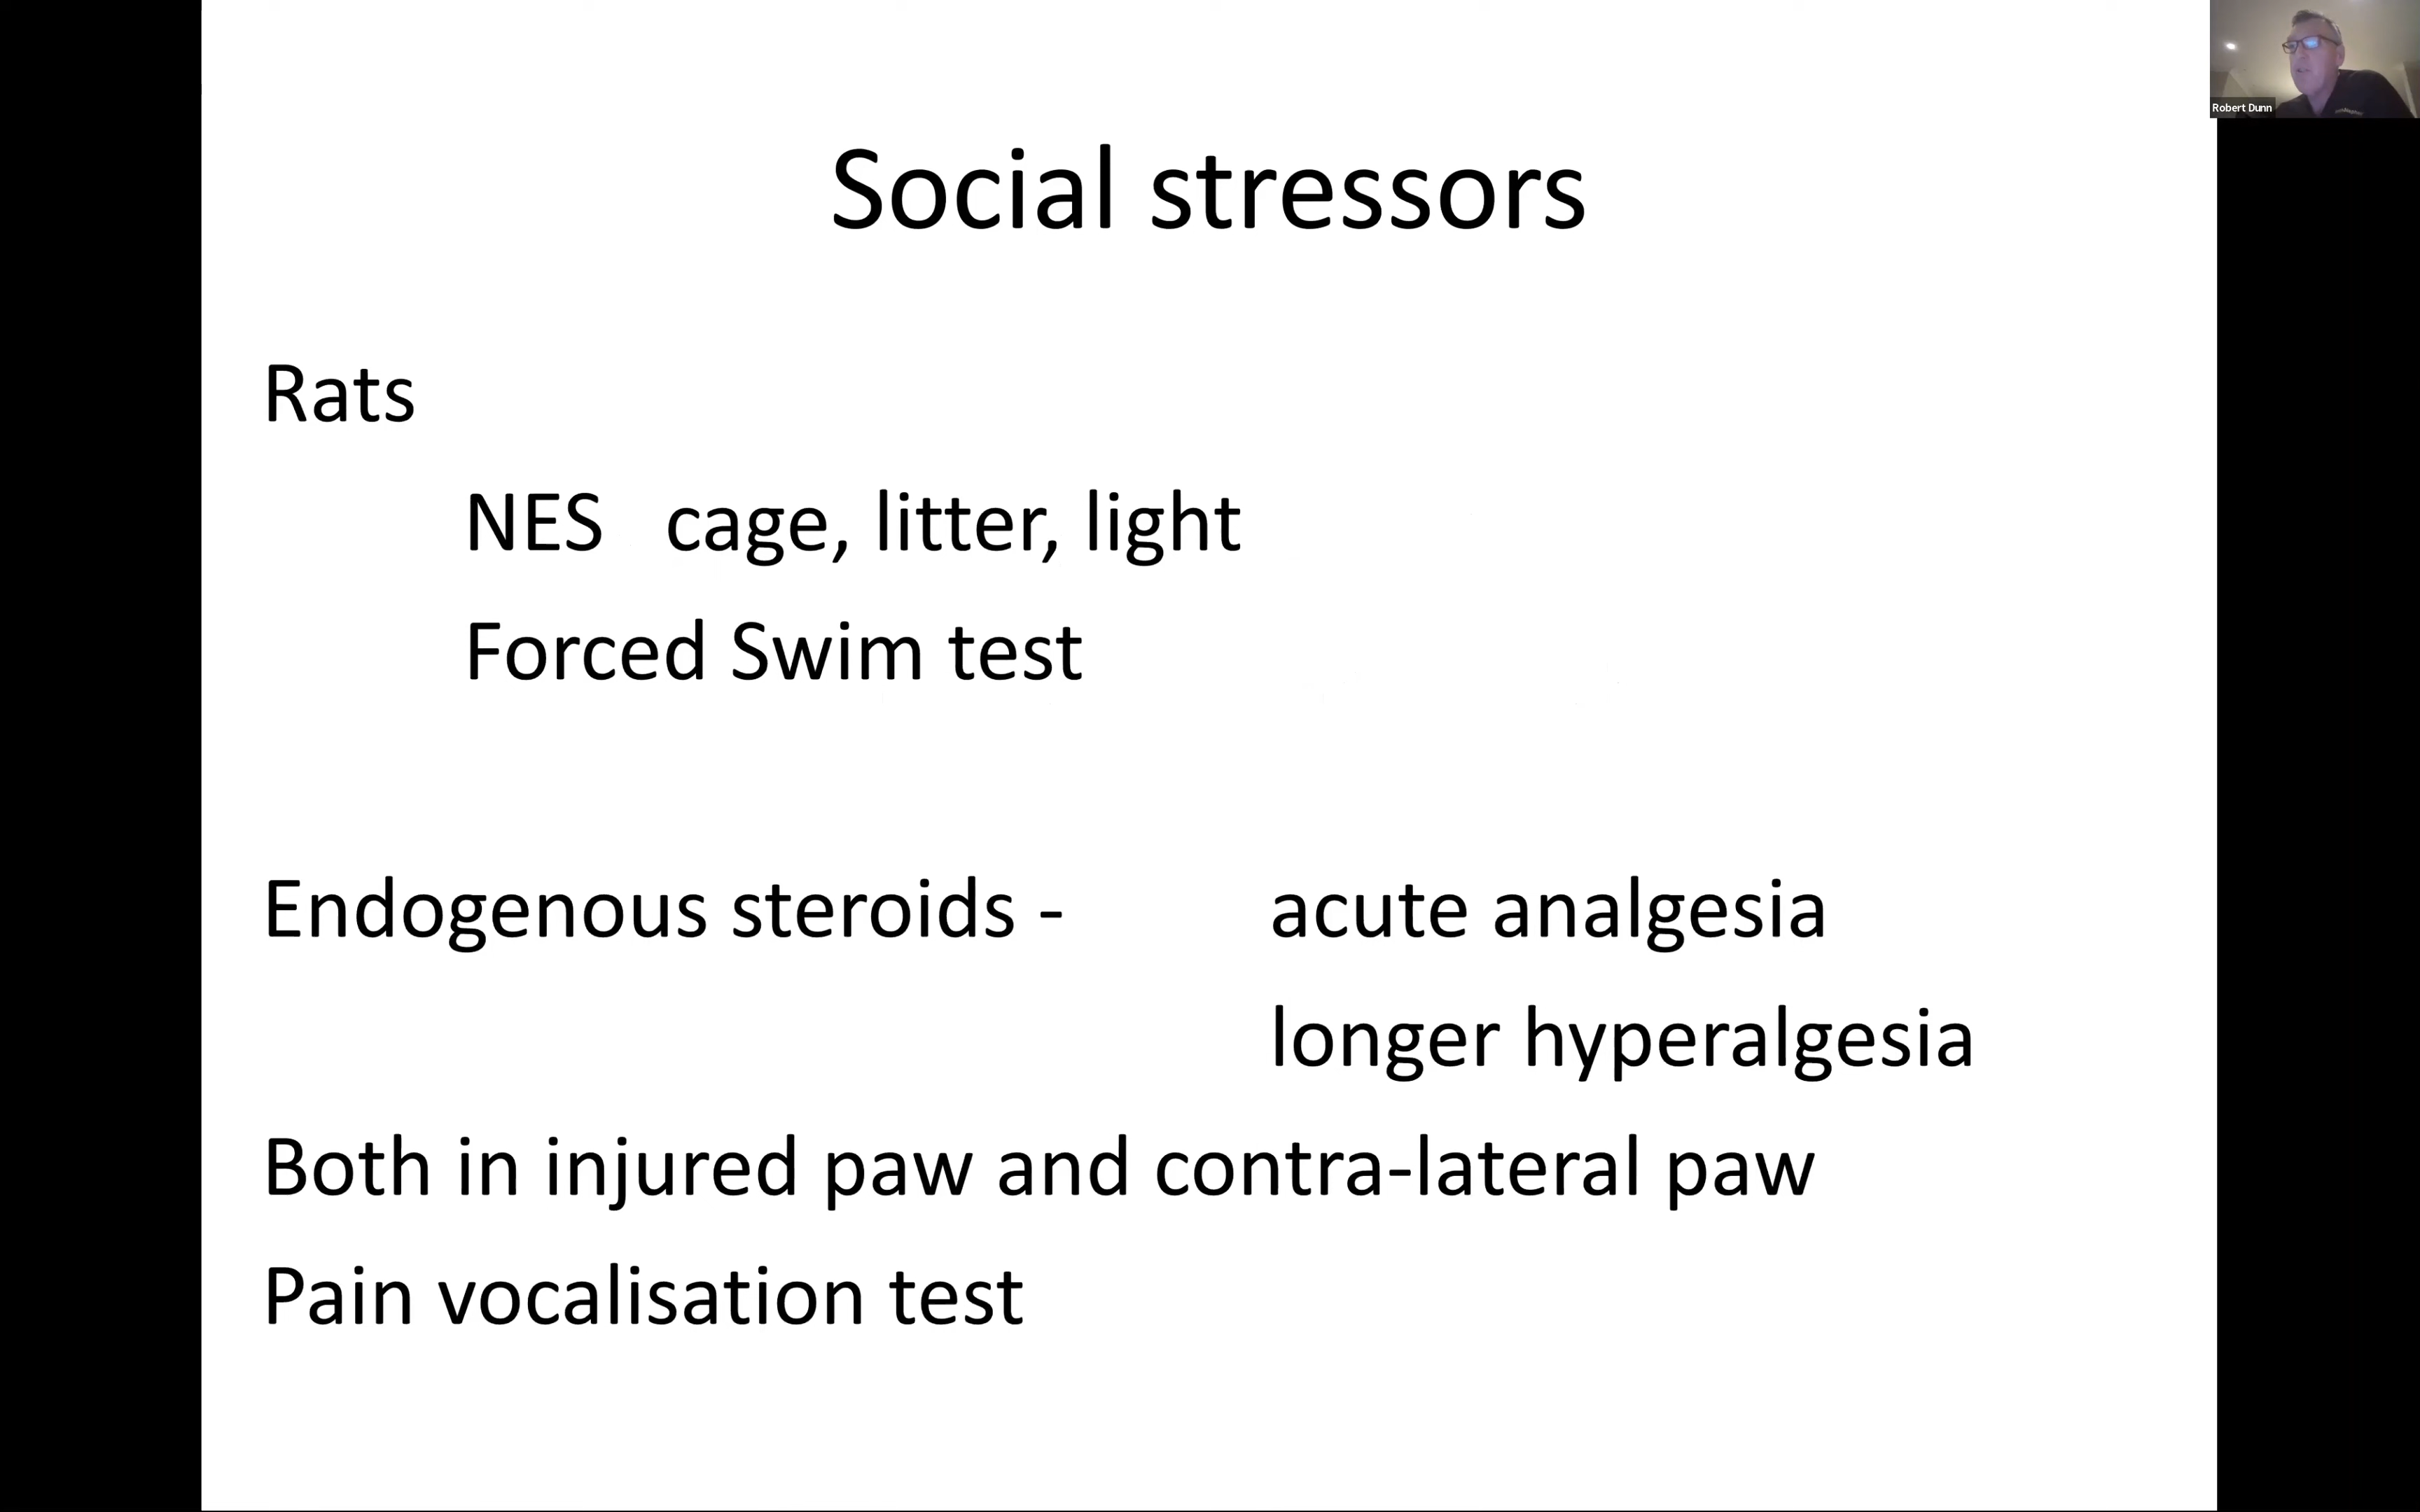 Robert Dunn
Social stressors
Rats
NES cage, litter, light
Forced Swim test
Endogenous steroids - acute analgesia
longer hyperalgesia
Both in injured paw and contra-lateral paw
Pain vocalisation test